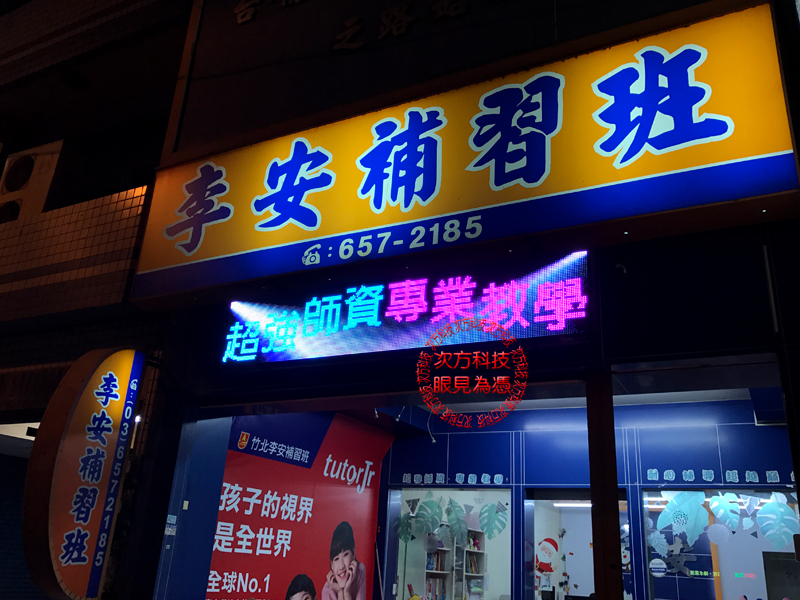 之路
李安補習班
☎:657-2185
超強師資專業教學
次方科技
眼見為憑
李安補習班
☎:(03)6572185
竹北李安補習班
tutorJr
孩子的視界
是全世界
全球No.1